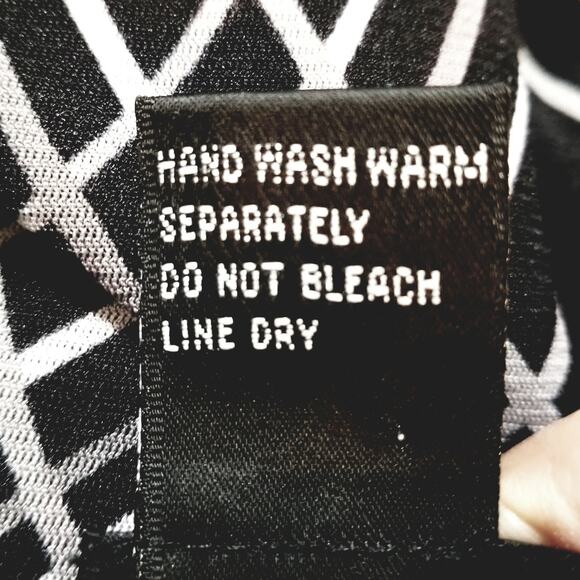 HAND WASH WARM
SEPARATELY
DO NOT BLEACH
LINE DRY